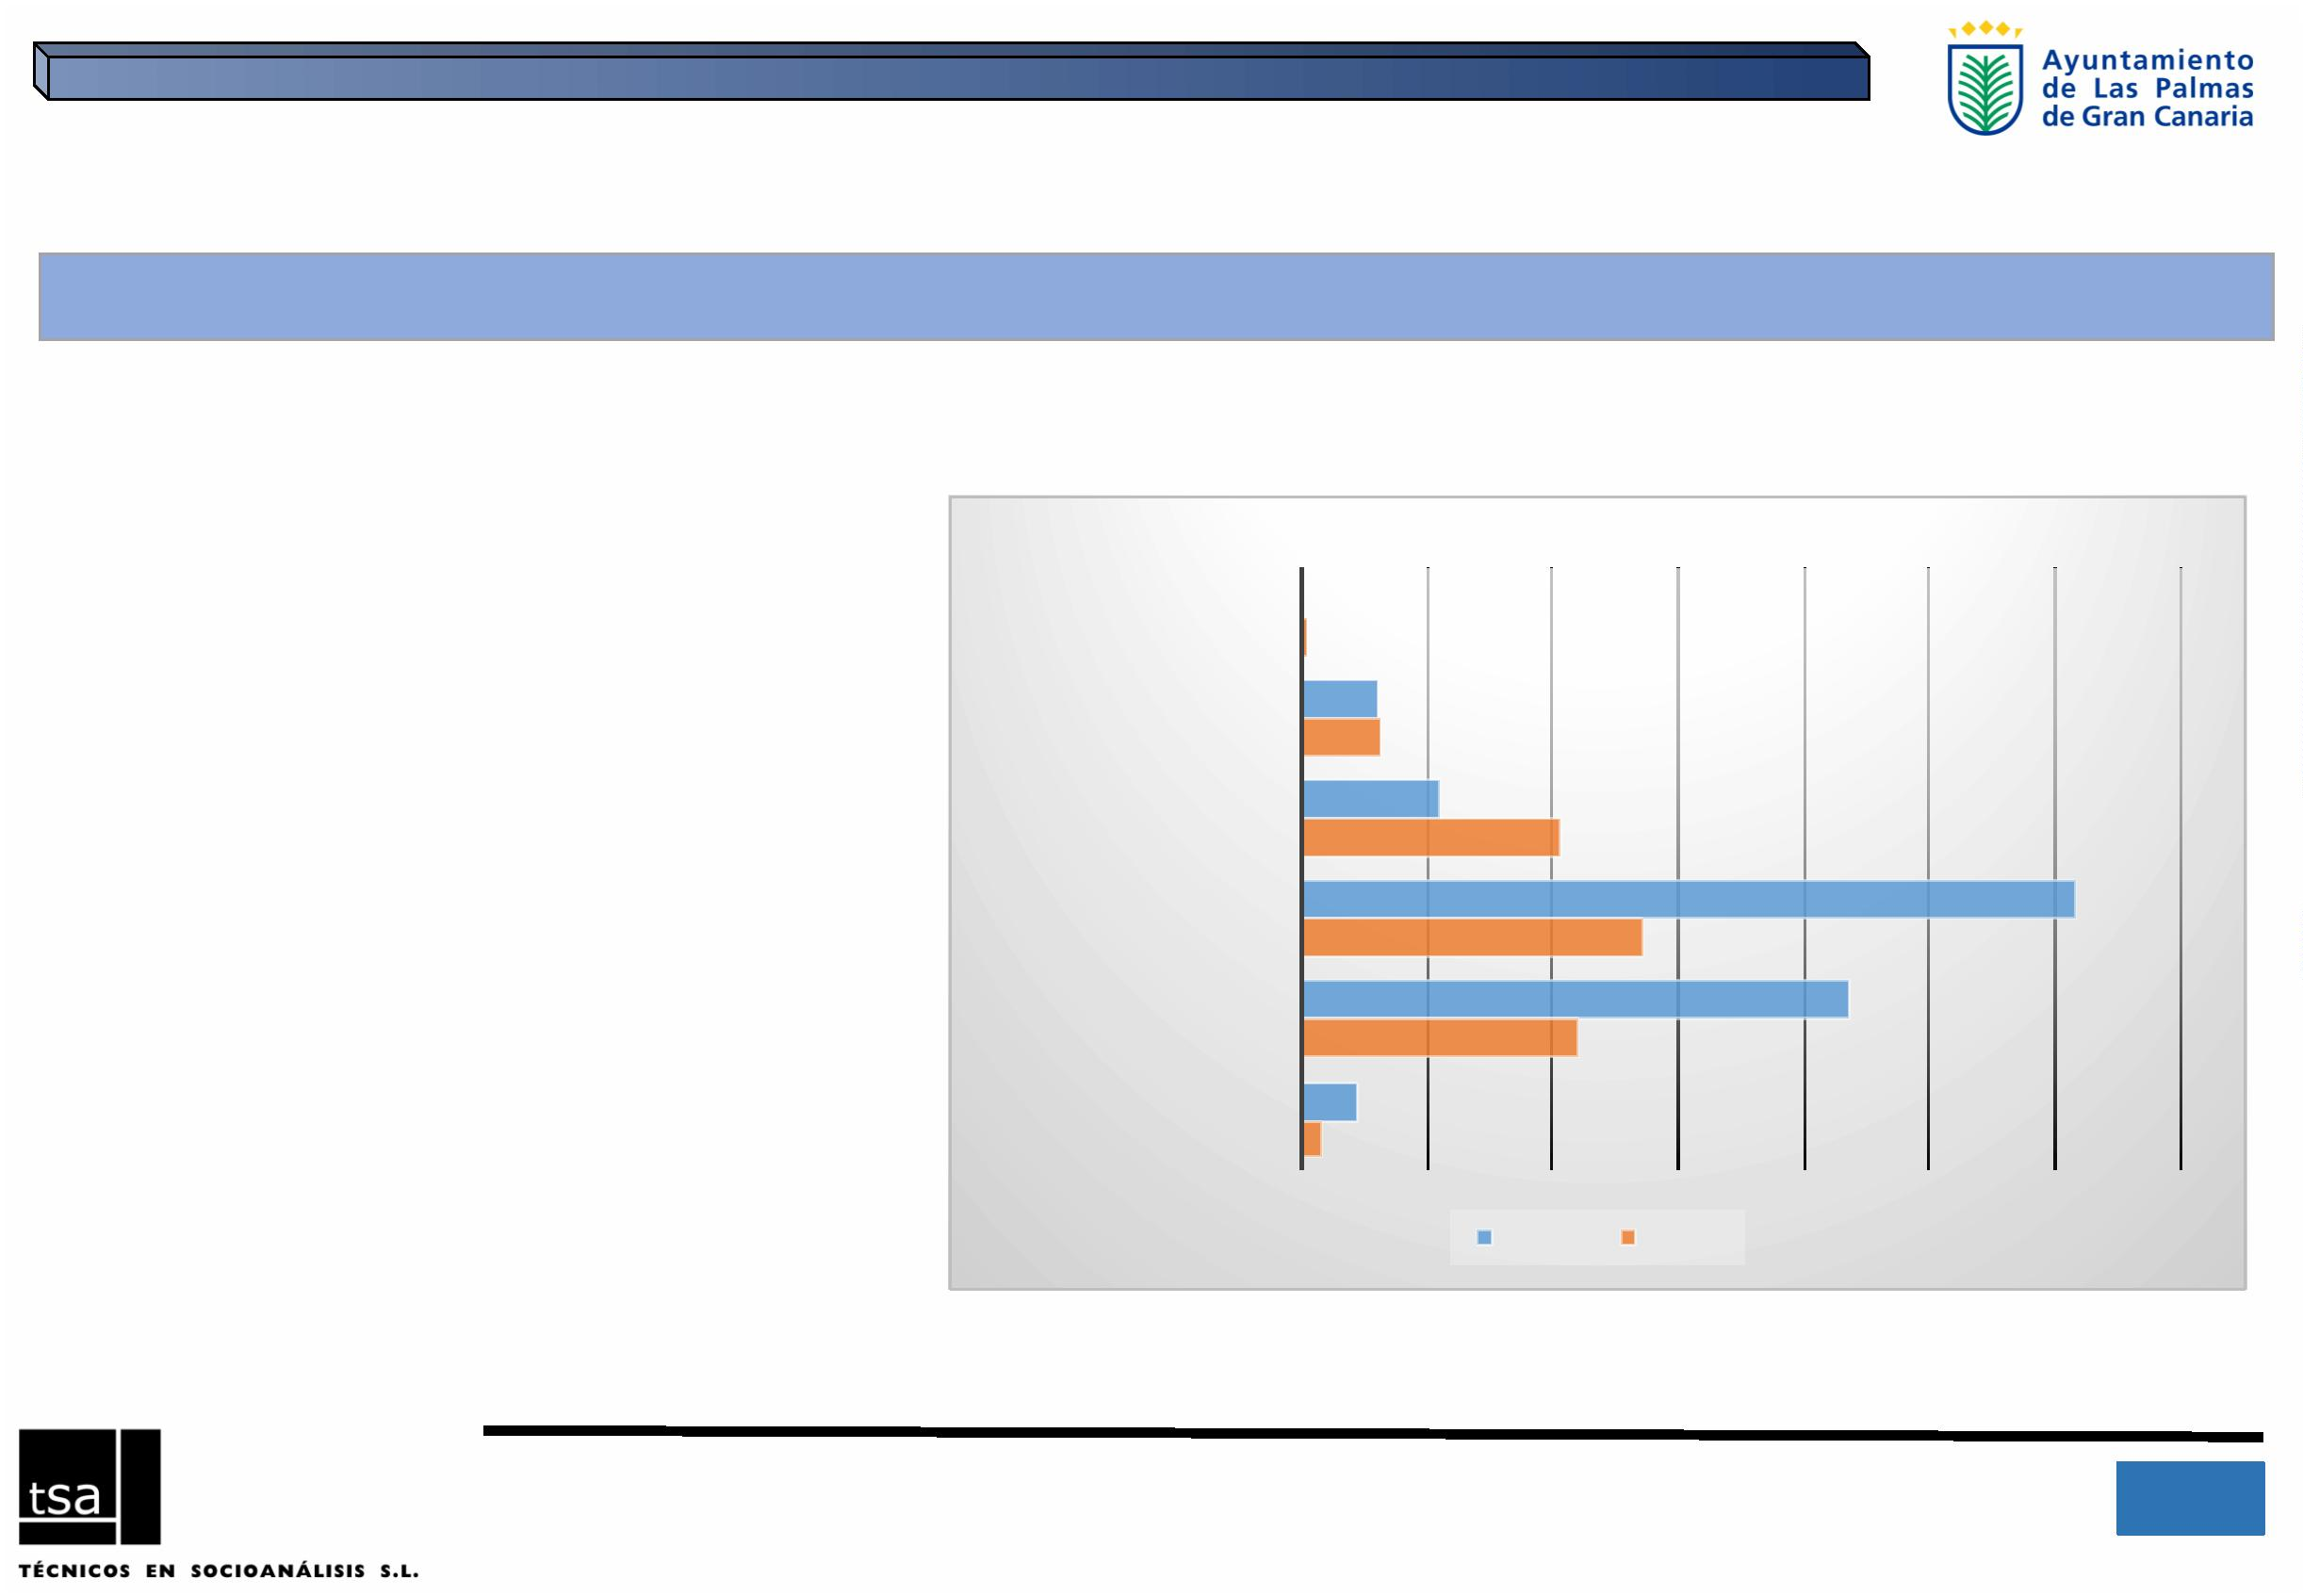 Ayuntamiento
de Las Palmas
de Gran Canaria
tsa
TÉCNICOS EN SOCIOANÁLISIS S.L.